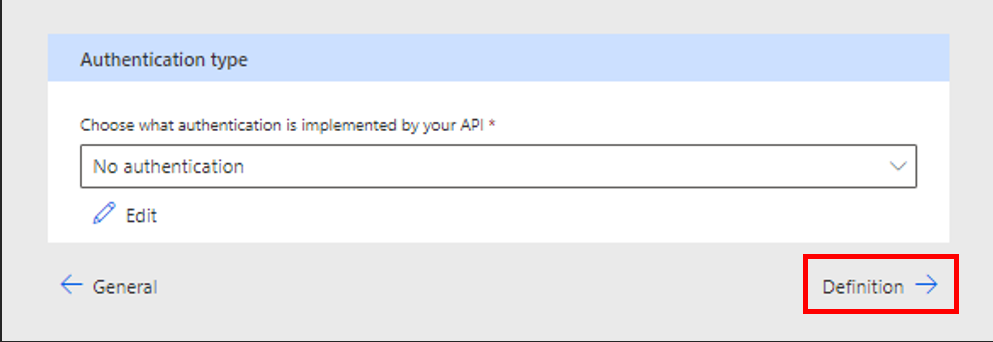 Authentication type
Choose what authentication is implemented by your API *
No authentication
Edit
General
Definition